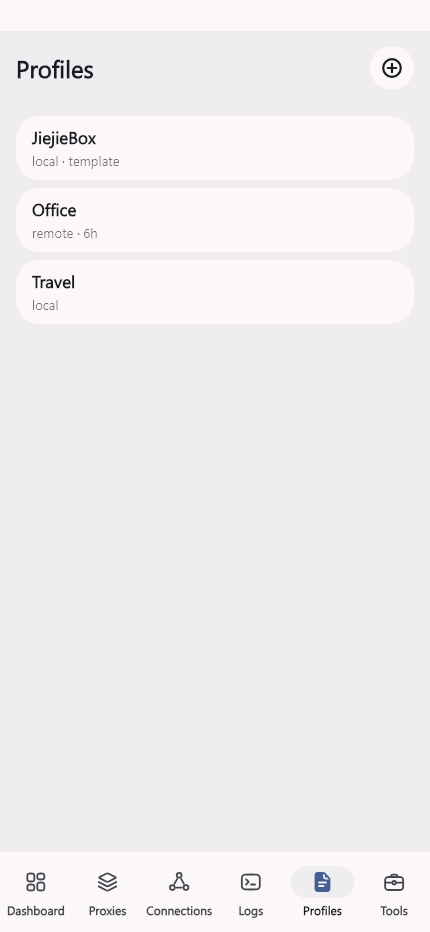 Profiles
JiejieBox
local · template
Office
remote · 6h
Travel
local
Dashboard
Proxies
Connections
Logs
Profiles
Tools